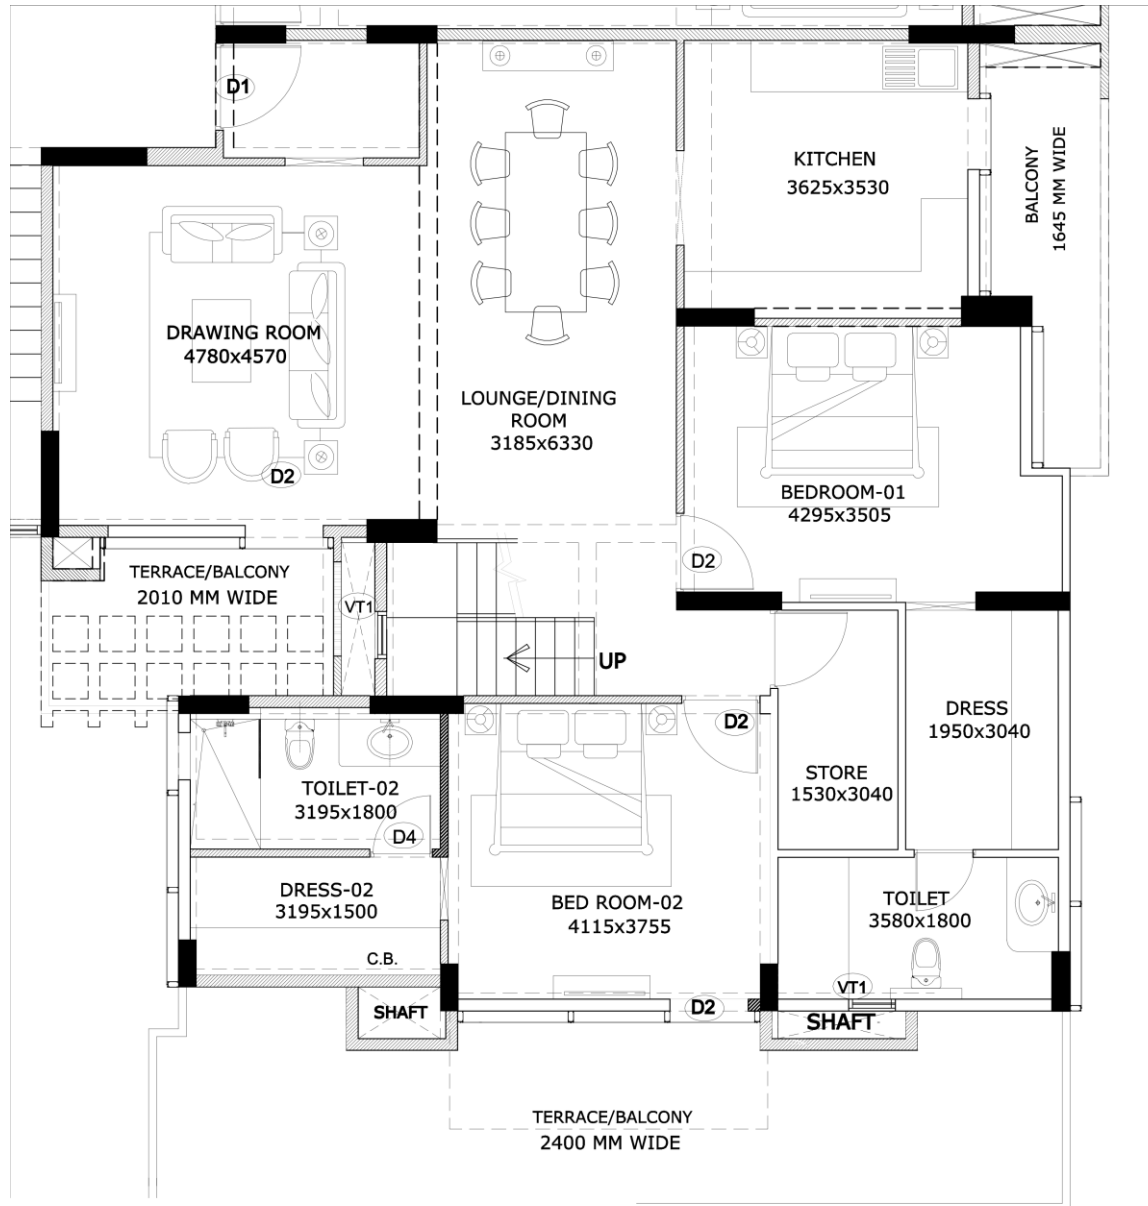 D1
KITCHEN
3625x3530
BALCONY
1645 MM WIDE
DRAWING ROOM
4780x4570
LOUNGE/DINING
ROOM
3185x6330
D2
BEDROOM-01
4295x3505
D2
TERRACE/BALCONY
2010 MM WIDE
VT1
UP
DRESS
1950x3040
D2
STORE
1530x3040
TOILET-02
3195x1800
D4
DRESS-02
3195x1500
C.B.
BED ROOM-02
4115x3755
TOILET
3580x1800
VT1
SHAFT
D2
SHAFT
TERRACE/BALCONY
2400 MM WIDE